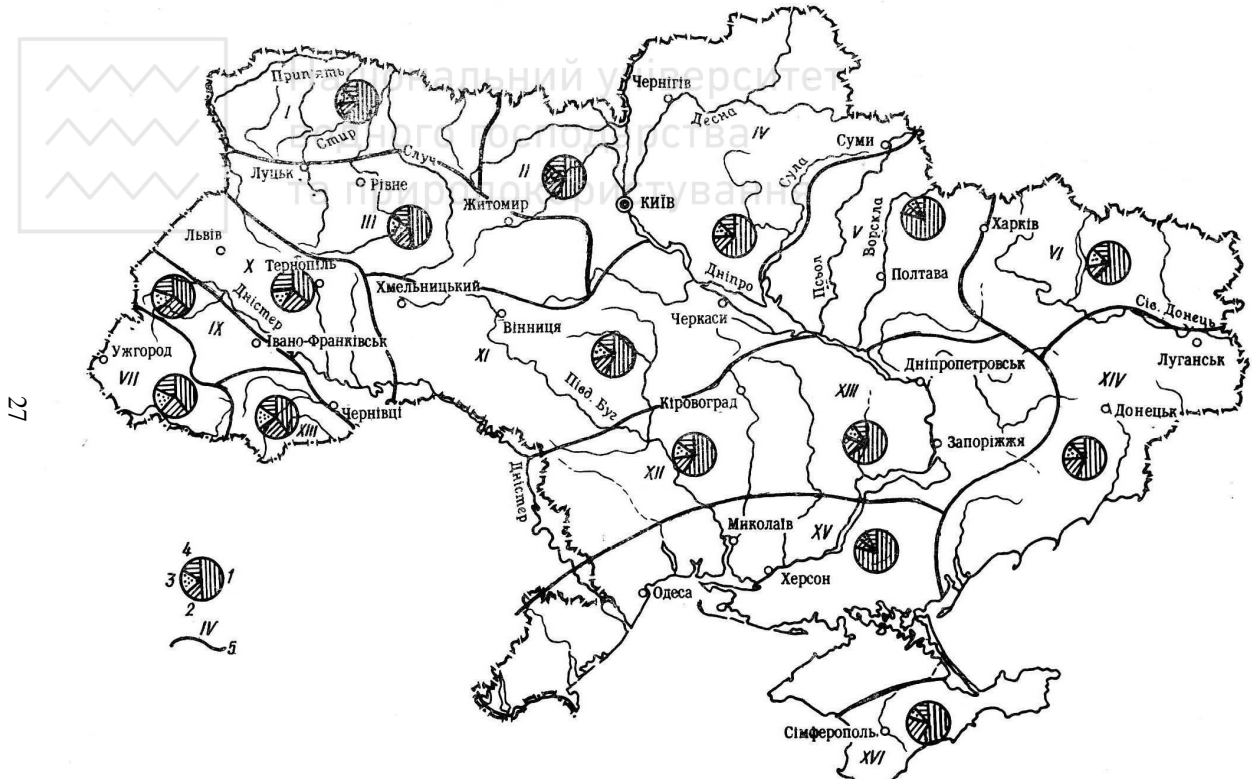 Національний університет
водного господарства
та природокористування
Прип'ять
I
Стир
Случ
Луцьк
Рівне
III
Житомир
II
КИЇВ
Чернігів
Десна
IV
Сула
Суми
V
Псьол
Ворскла
Полтава
Харків
VI
Сів. Донець
Луганськ
Львів
X
Тернопіль
Дністер
IX
Івано-Франківськ
Ужгород
VII
XIII
Чернівці
Хмельницький
Вінниця
XI
Півд. Буг
Дніпро
Черкаси
Кіровоград
Дніпропетровськ
XIII
Запоріжжя
XIV
Донецьк
Дністер
XII
Миколаїв
XV
Херсон
Одеса
Сімферополь
XVI
27
4
3
1
2
IV
5